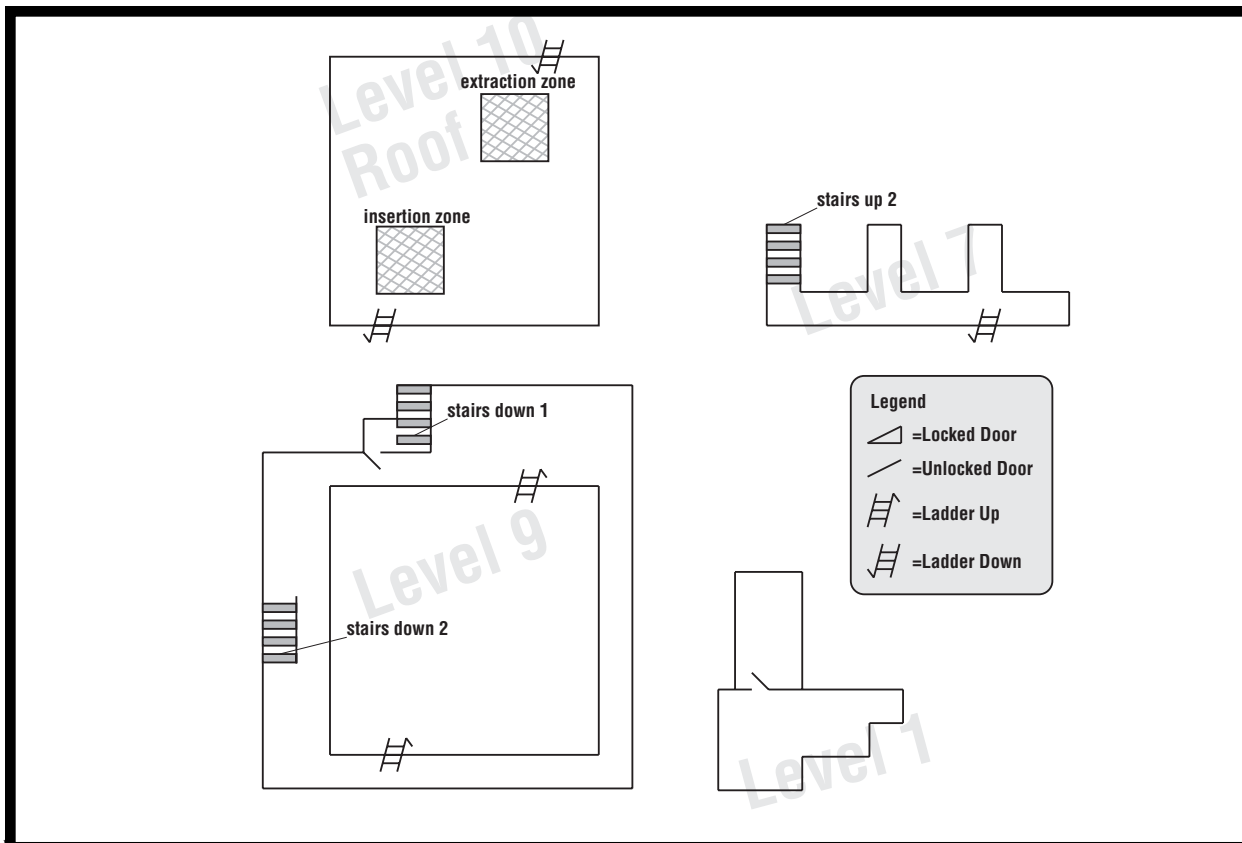 Level 10
Roof
extraction zone
insertion zone
stairs up 2
Level 7
stairs down 1
Level 9
stairs down 2
Legend
=Locked Door
=Unlocked Door
=Ladder Up
=Ladder Down
Level 1